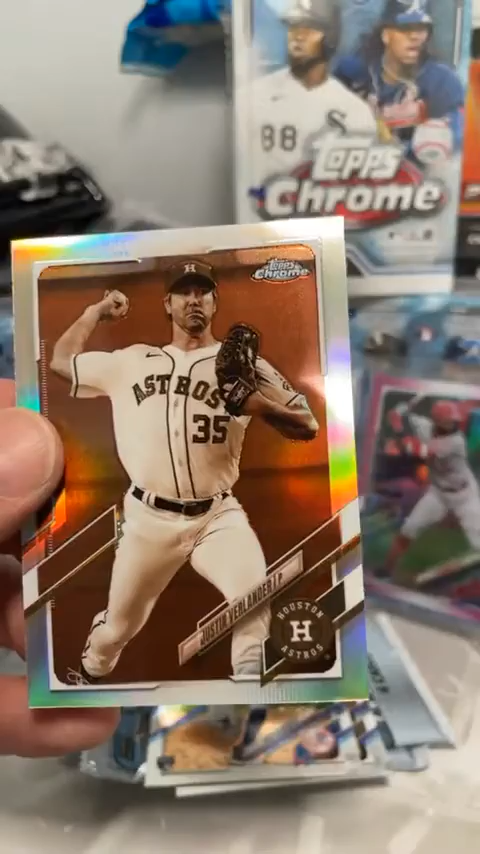 88
S
Topps
Chrome
H
Topps
Chrome
ASTROS
35
JUSTIN VERLANDER | P
HOUSTON
H
ASTROS